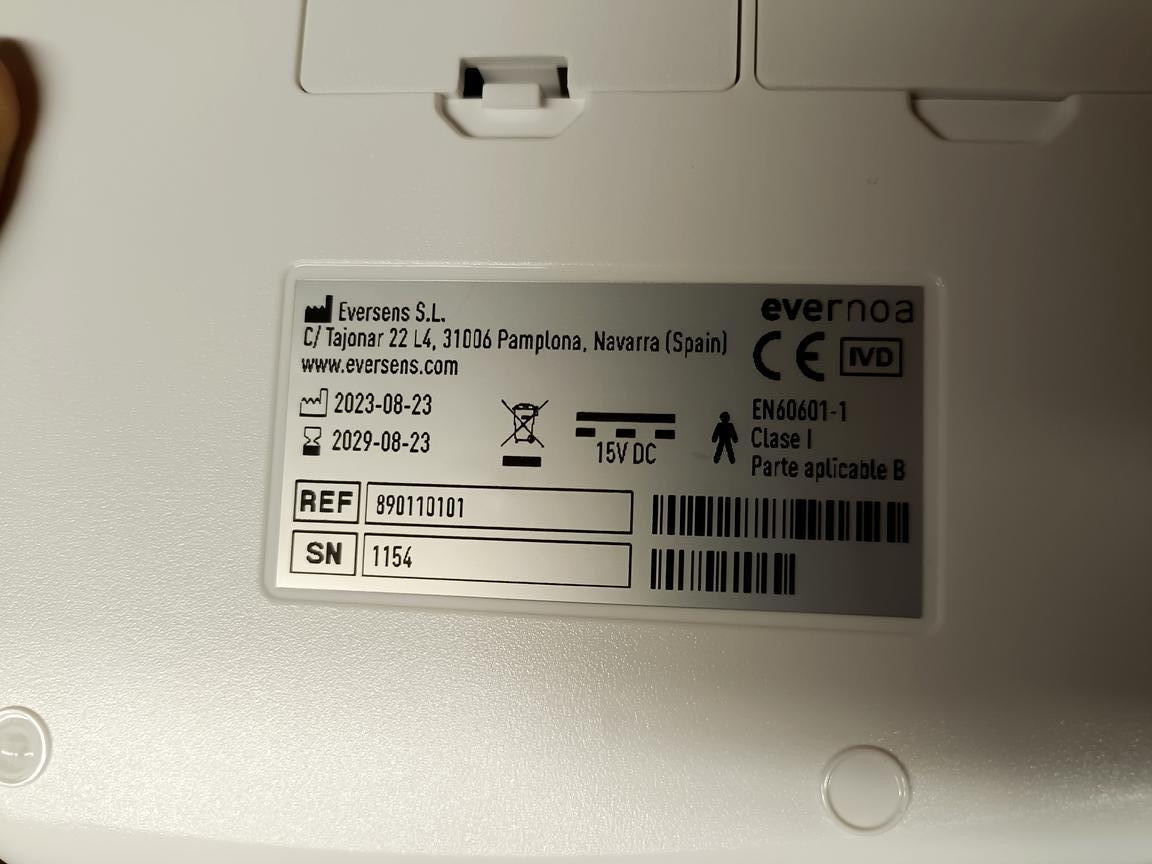 Eversens S.L.
C/ Tajonar 22 L4, 31006 Pamplona, Navarra (Spain)
www.eversens.com
evernoa
CE IVD
2023-08-23
2029-08-23
15V DC
EN60601-1
Clase I
Parte aplicable B
REF 890110101
SN 1154